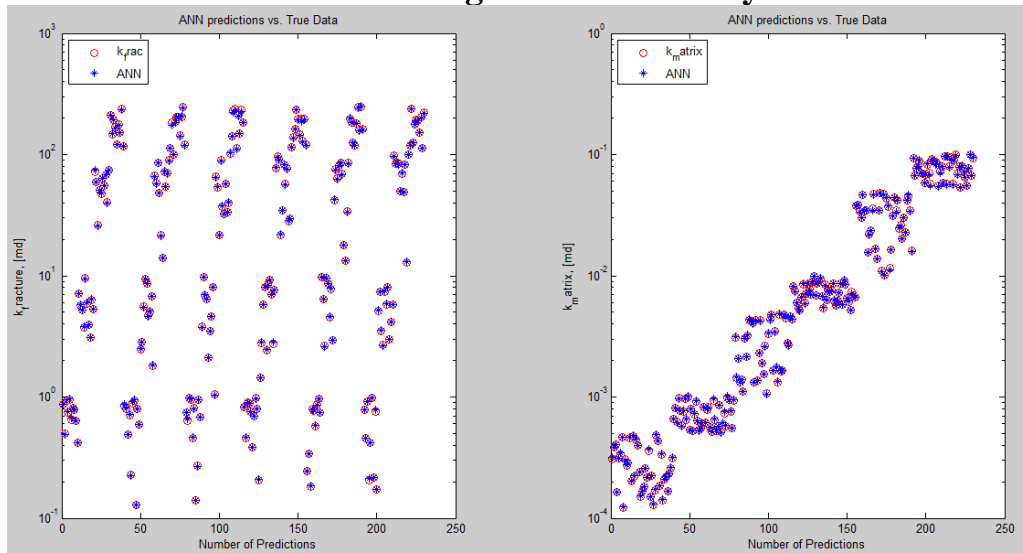 ANN predictions vs. True Data
10^3
10^2
10^1
10^0
10^-1
k_frac
ANN
k_fracture, [md]
0 50 100 150 200 250
Number of Predictions
ANN predictions vs. True Data
10^0
10^-1
10^-2
10^-3
10^-4
k_matrix
ANN
k_matrix, [md]
0 50 100 150 200 250
Number of Predictions